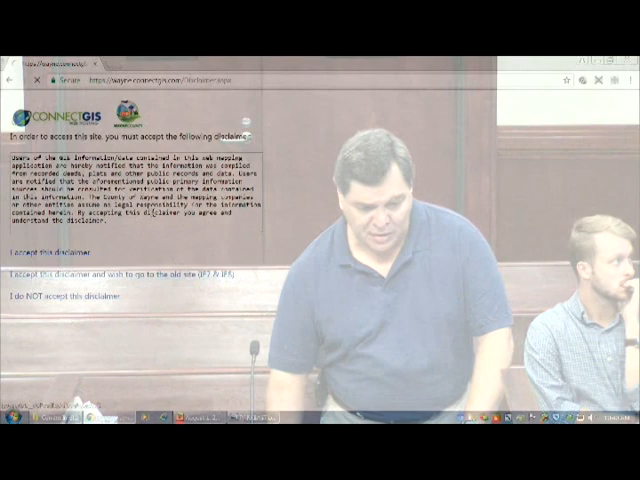 https://wayne.connectgis
Secure https://wayne.connectgis.com/Disclaimer.aspx
CONNECTGIS
In order to access this site, you must accept the following disclaimer.
Users of the GIS information/data contained in this web mapping
application are hereby notified that the information was compiled
from recorded deeds, plats and other public records and data. Users
are notified that the aforementioned public primary information
sources should be consulted for verification of the data contained
in this information. The County of Wayne and the mapping companies
or other entities assume no legal responsibility for the information
contained herein. By accepting this disclaimer you agree and
understand the disclaimer.
I accept this disclaimer
I accept this disclaimer and wish to go to the old site (IE7 & IE8)
I do NOT accept this disclaimer